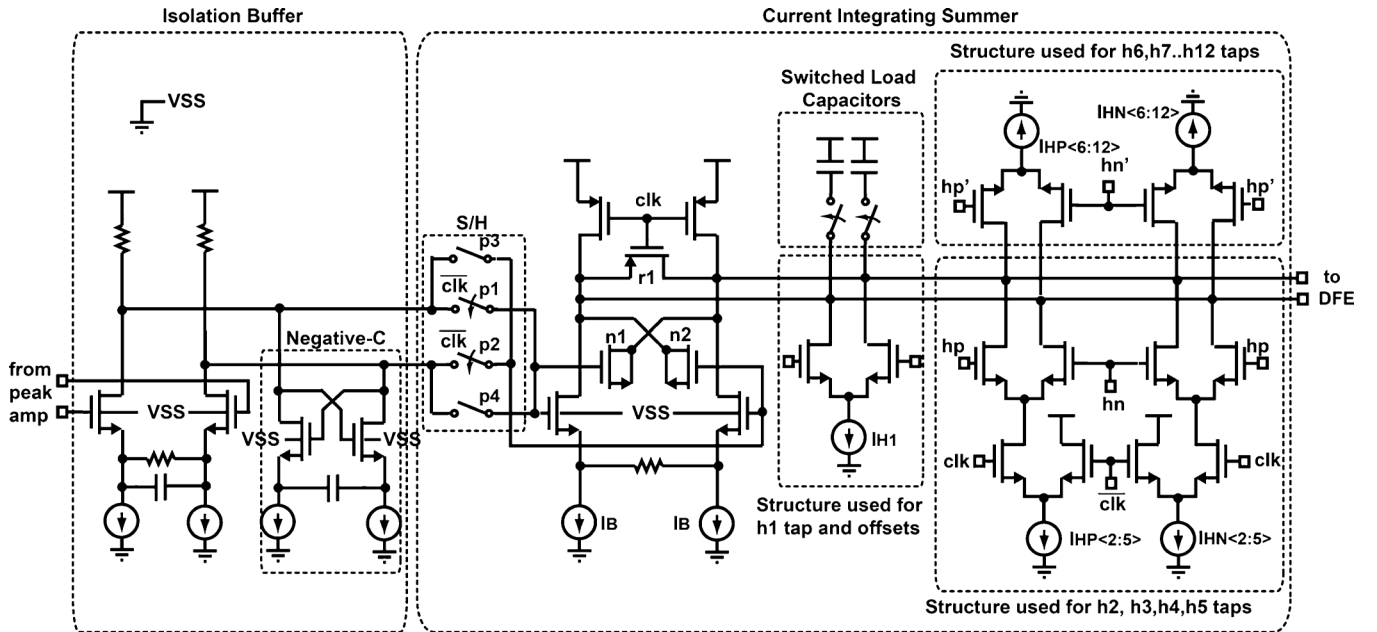 Isolation Buffer
Current Integrating Summer
Structure used for h6,h7..h12 taps
Switched Load
Capacitors
VSS
IHP<6:12>
IHN<6:12>
hp'
hn'
hp'
clk
S/H
p3
clk
p1
r1
to
DFE
Negative-C
clk
p2
n1
n2
from
peak
amp
VSS
VSS
VSS
p4
VSS
hp
hn
hp
IH1
clk
clk
clk
IB
IB
Structure used for
h1 tap and offsets
IHP<2:5>
IHN<2:5>
Structure used for h2, h3,h4,h5 taps